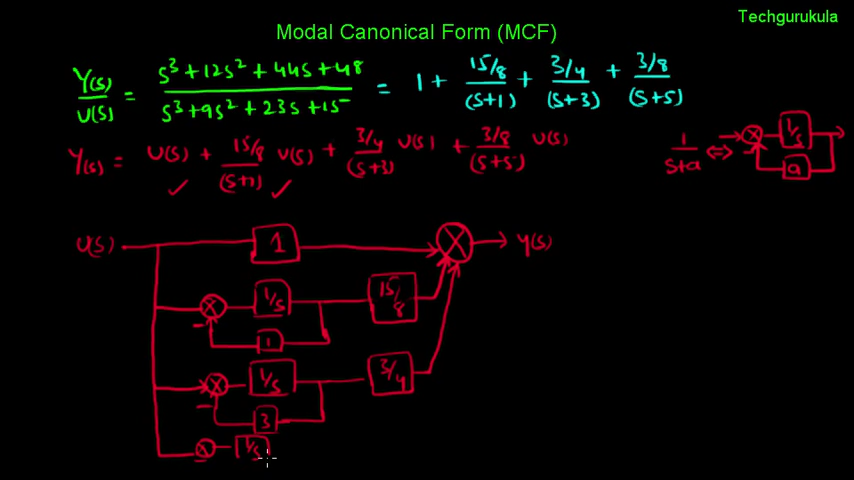 Techgurukula
Modal Canonical Form (MCF)
Y(s)/U(s) = (s³+12s²+44s+48)/(s³+9s²+23s+15) = 1 + (15/8)/(s+1) + (3/4)/(s+3) + (3/8)/(s+5)
Y(s) = U(s) + (15/8)/(s+1) U(s) + (3/4)/(s+3) U(s) + (3/8)/(s+5) U(s)
1/(s+a) ⇔ 1/s
a
U(s) 1 Y(s)
1/s 15/8
1
1/s 3/4
3
1/s